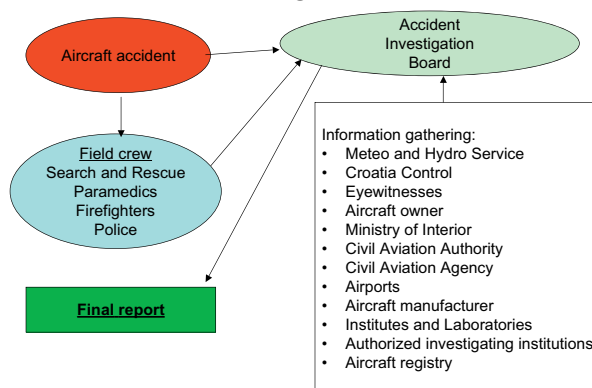 Aircraft accident
Accident
Investigation
Board
Field crew
Search and Rescue
Paramedics
Firefighters
Police
Final report
Information gathering:
• Meteo and Hydro Service
• Croatia Control
• Eyewitnesses
• Aircraft owner
• Ministry of Interior
• Civil Aviation Authority
• Civil Aviation Agency
• Airports
• Aircraft manufacturer
• Institutes and Laboratories
• Authorized investigating institutions
• Aircraft registry